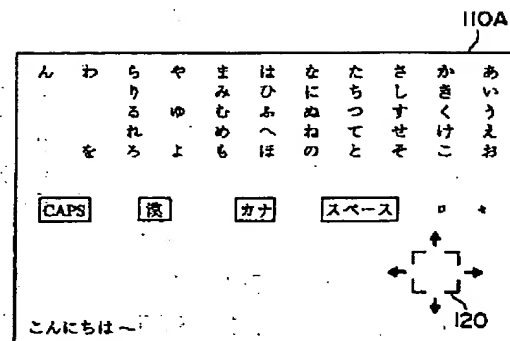 110A
ん わ ら や ま は な た さ か あ
り み ひ に ち し き い
る ゆ む ふ ぬ つ す く う
れ め へ ね て せ け え
を ろ よ も ほ の と そ こ お
CAPS 漢 カナ スペース ロ 々
120
こんにちは~